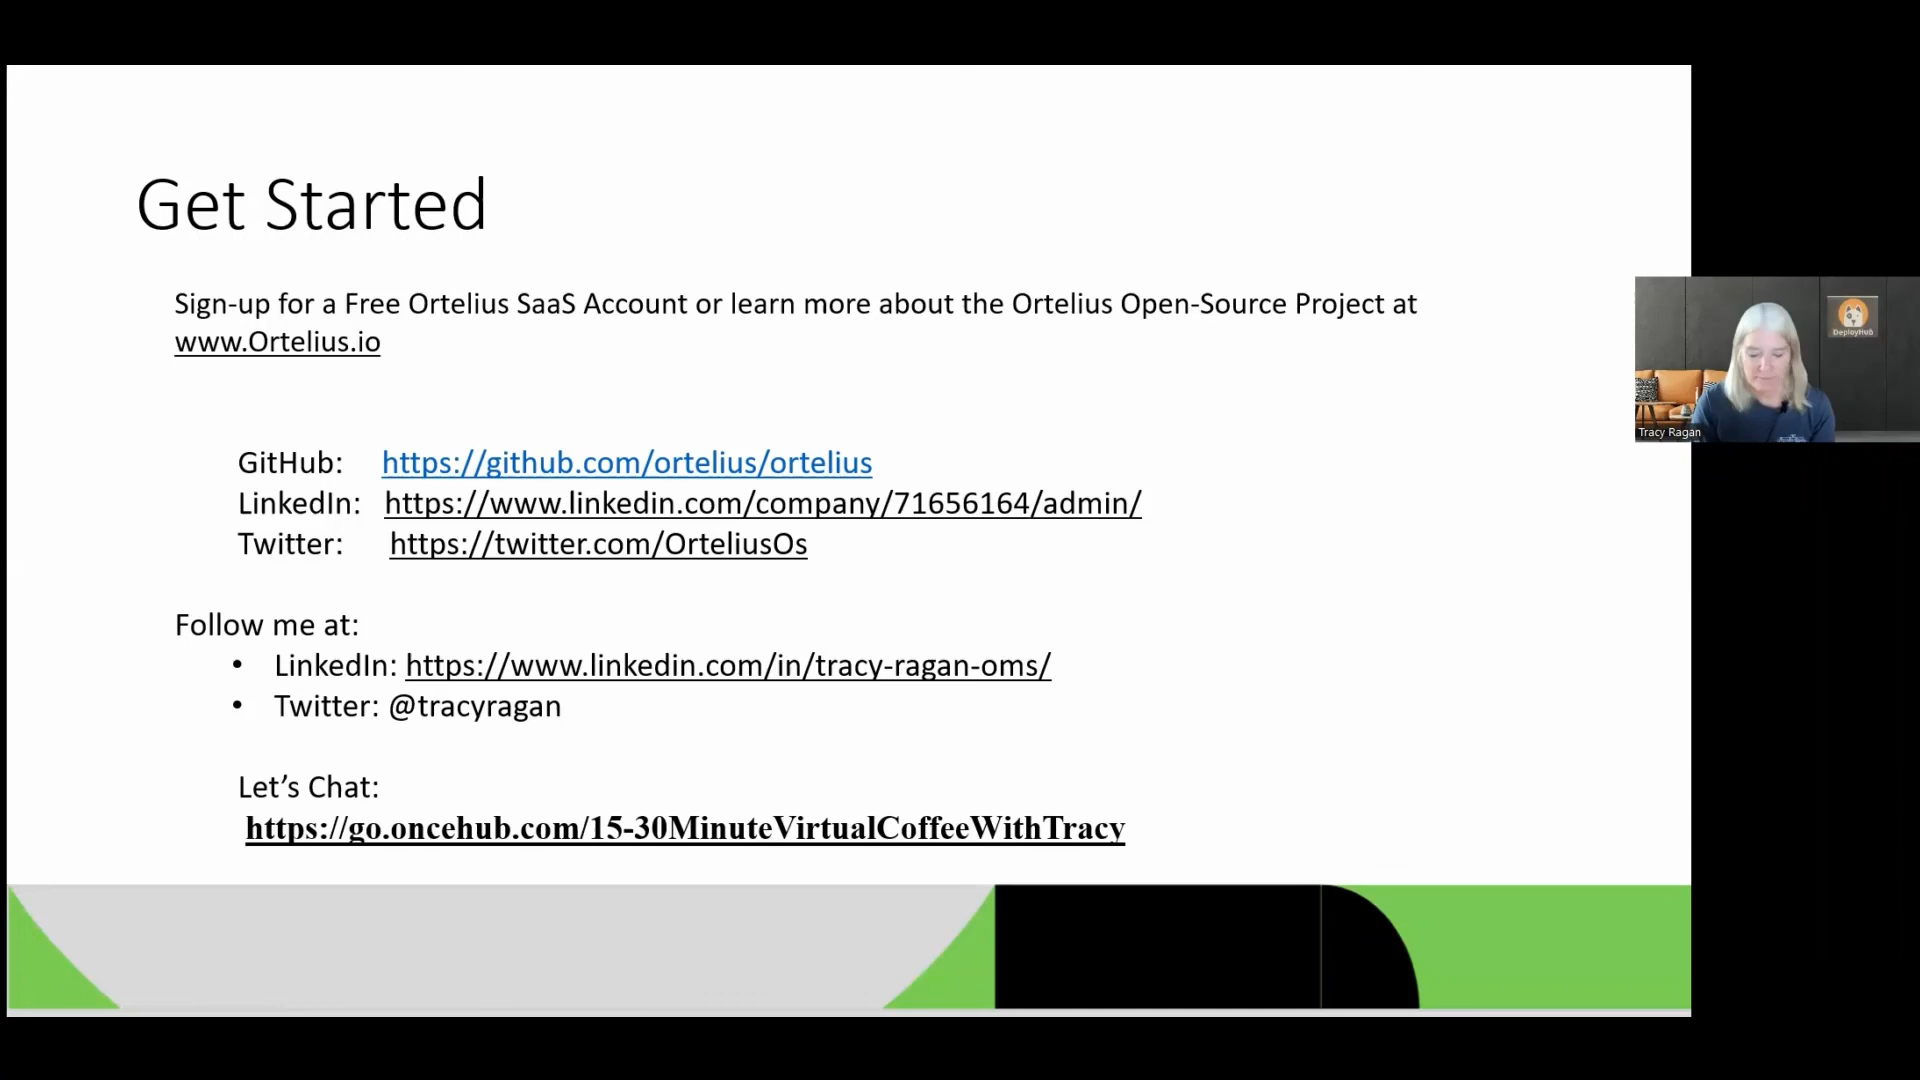 Get Started
Sign-up for a Free Ortelius SaaS Account or learn more about the Ortelius Open-Source Project at
www.Ortelius.io
GitHub: https://github.com/ortelius/ortelius
LinkedIn: https://www.linkedin.com/company/71656164/admin/
Twitter: https://twitter.com/OrteliusOs
Follow me at:
• LinkedIn: https://www.linkedin.com/in/tracy-ragan-oms/
• Twitter: @tracyragan
Let’s Chat:
https://go.oncehub.com/15-30MinuteVirtualCoffeeWithTracy
DeployHub
Tracy Ragan